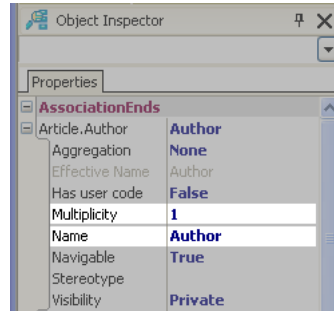 Object Inspector
Properties
AssociationEnds
Article.Author Author
Aggregation None
Effective Name Author
Has user code False
Multiplicity 1
Name Author
Navigable True
Stereotype
Visibility Private